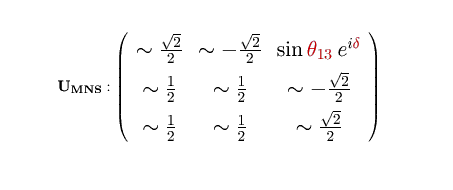 U_MNS : ( ∼ √2/2 ∼ − √2/2 sin θ₁₃ e^{iδ}
∼ 1/2 ∼ 1/2 ∼ − √2/2
∼ 1/2 ∼ 1/2 ∼ √2/2 )